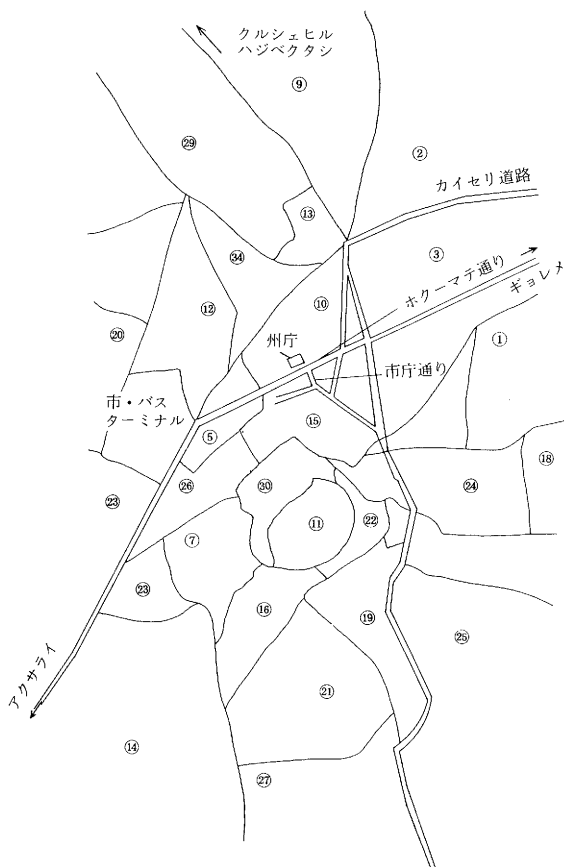 クルシェヒル
ハジベクタシ
⑨
㉙
②
カイセリ道路
⑬
③
㉞
ホクーマテ通り
ギョレメ
⑩
⑫
⑳
州庁
①
市庁通り
市・バス
ターミナル
⑤
⑮
⑱
㉔
㉖
㉚
㉓
⑪
㉒
⑦
㉓
⑯
⑲
㉕
アクサライ
㉑
⑭
㉗